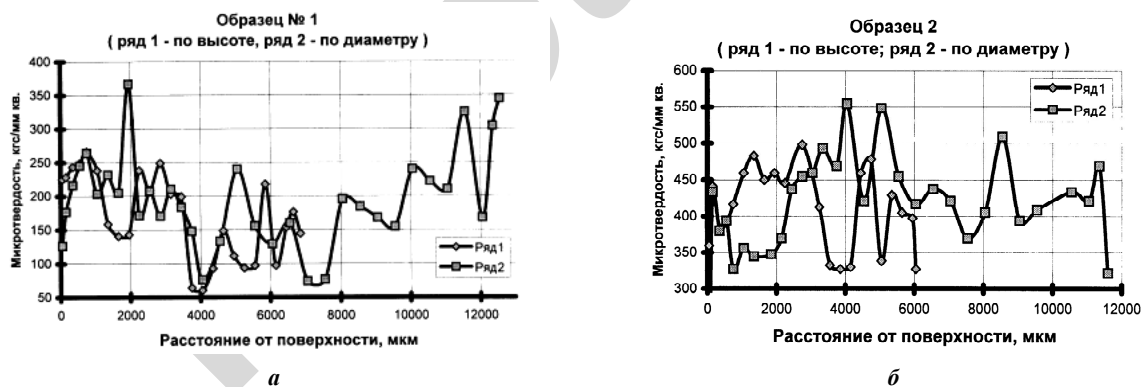 Образец № 1
( ряд 1 - по высоте, ряд 2 - по диаметру )
Микротвердость, кгс/мм кв.
400
350
300
250
200
150
100
50
Ряд1
Ряд2
0 2000 4000 6000 8000 10000 12000
Расстояние от поверхности, мкм
а
Образец 2
( ряд 1 - по высоте; ряд 2 - по диаметру )
Микротвердость, кгс/мм кв.
600
550
500
450
400
350
300
Ряд1
Ряд2
0 2000 4000 6000 8000 10000 12000
Расстояние от поверхности, мкм
б